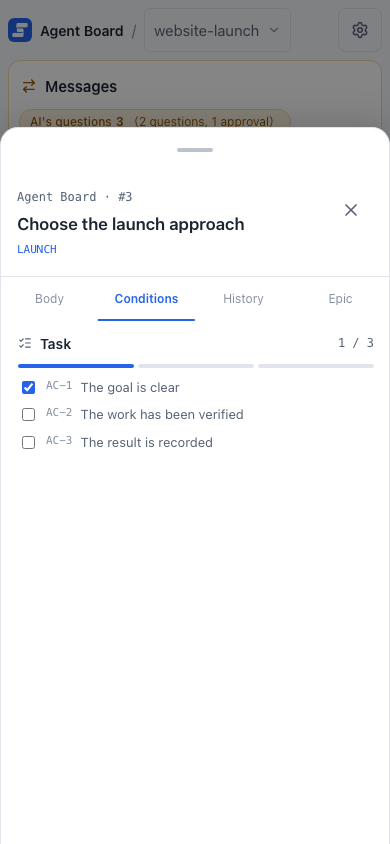 Agent Board / website-launch
Messages
AI's questions 3 (2 questions, 1 approval)
Agent Board · #3
Choose the launch approach
LAUNCH
Body Conditions History Epic
Task 1 / 3
AC-1 The goal is clear
AC-2 The work has been verified
AC-3 The result is recorded